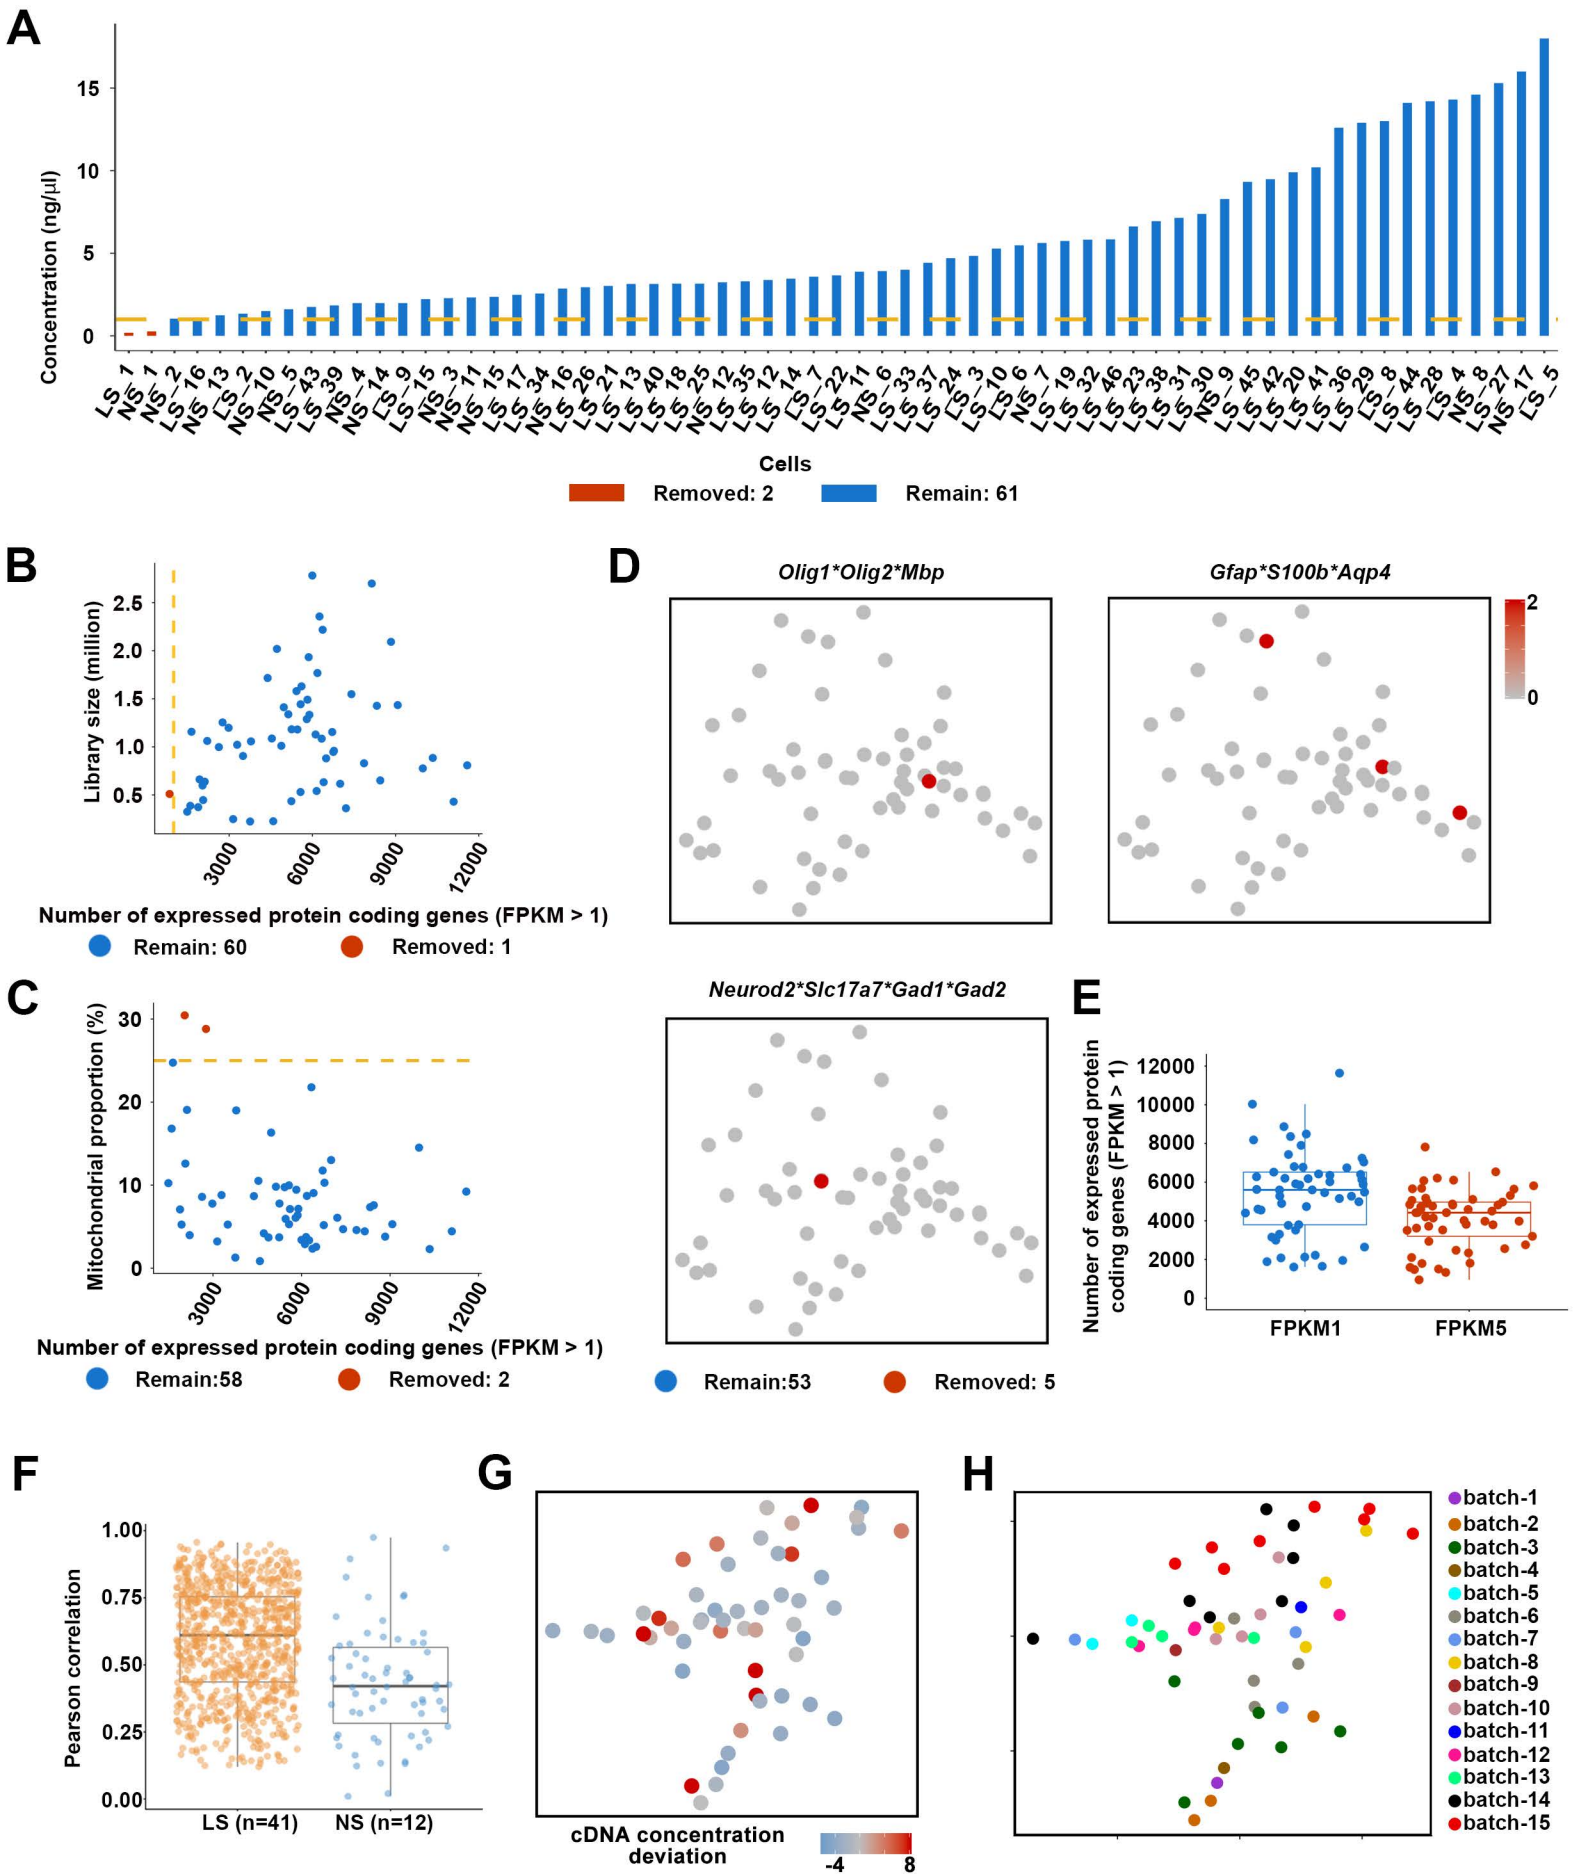 A
Concentration (ng/µl)
15
10
5
0
LS_1
NS_1
NS_2
LS_16
NS_13
LS_2
NS_10
NS_5
LS_43
LS_39
NS_4
NS_14
LS_9
LS_15
NS_3
NS_11
NS_15
LS_17
LS_34
NS_16
LS_26
LS_21
LS_13
LS_40
LS_18
LS_25
NS_12
LS_35
LS_12
LS_14
LS_7
LS_22
LS_11
NS_6
LS_33
LS_37
LS_24
LS_3
LS_10
LS_6
NS_7
LS_19
LS_32
LS_46
LS_23
LS_38
LS_31
LS_30
NS_9
LS_45
LS_42
LS_20
LS_41
LS_36
LS_29
LS_8
LS_44
LS_28
LS_4
NS_8
LS_27
NS_17
LS_5
Cells
Removed: 2
Remain: 61
B
Library size (million)
2.5
2.0
1.5
1.0
0.5
3000
6000
9000
12000
Number of expressed protein coding genes (FPKM > 1)
Remain: 60
Removed: 1
C
Mitochondrial proportion (%)
30
20
10
0
3000
6000
9000
12000
Number of expressed protein coding genes (FPKM > 1)
Remain:58
Removed: 2
D
Olig1*Olig2*Mbp
Gfap*S100b*Aqp4
2
0
Neurod2*Slc17a7*Gad1*Gad2
Remain:53
Removed: 5
E
Number of expressed protein
coding genes (FPKM > 1)
12000
10000
8000
6000
4000
2000
0
FPKM1
FPKM5
F
Pearson correlation
1.00
0.75
0.50
0.25
0.00
LS (n=41)
NS (n=12)
G
cDNA concentration
deviation
-4
8
H
batch-1
batch-2
batch-3
batch-4
batch-5
batch-6
batch-7
batch-8
batch-9
batch-10
batch-11
batch-12
batch-13
batch-14
batch-15